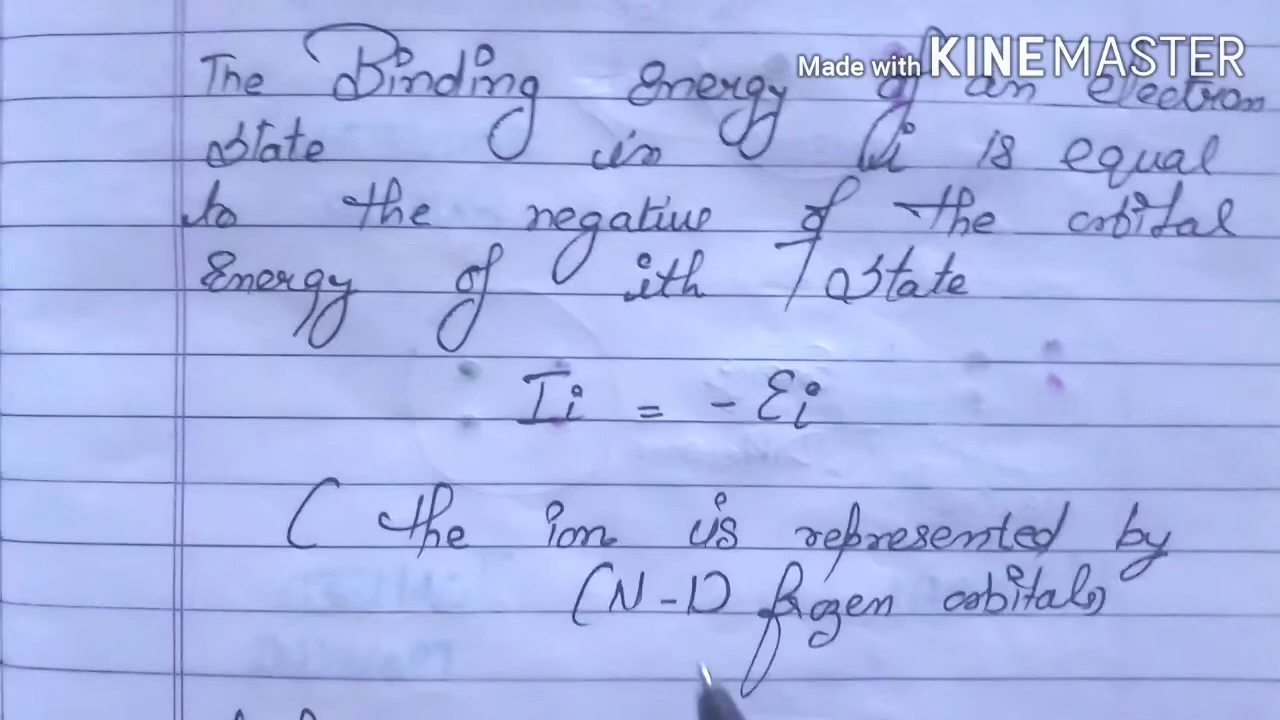 Made with KINEMASTER
The Binding Energy of an electron
State in i is equal
to the negative of the orbital
Energy of ith State
Ii = - Ɛi
( the ion is represented by
(N-1) frozen orbitals)